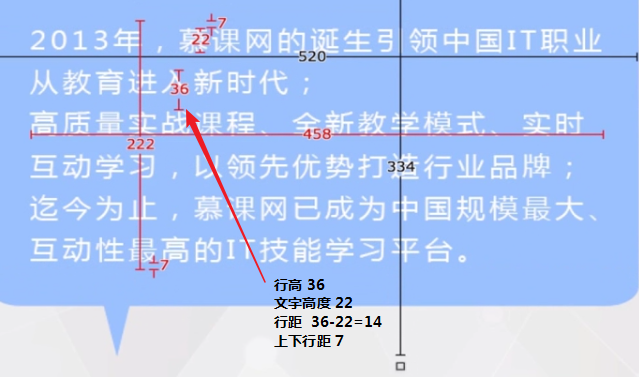 7
2013年，慕课网的诞生引领中国IT职业
22
520
从教育进入新时代；
36
高质量实战课程、全新教学模式、实时
458
222
互动学习，以领先优势打造行业品牌；
334
迄今为止，慕课网已成为中国规模最大、
互动性最高的IT技能学习平台。
7
行高 36
文字高度 22
行距 36-22=14
上下行距 7